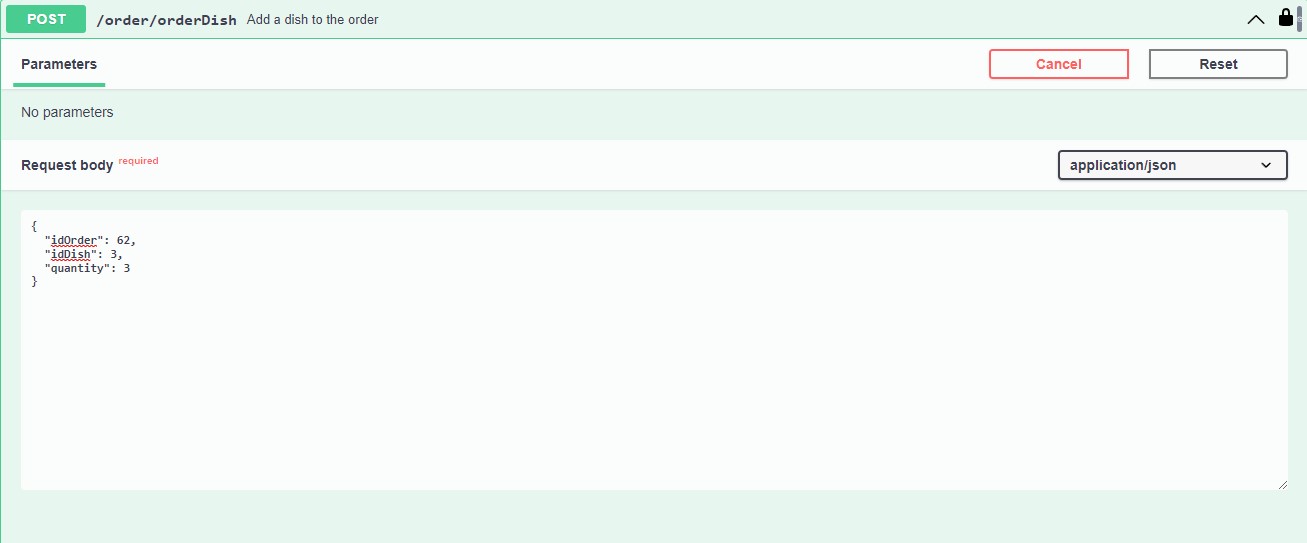 POST /order/orderDish Add a dish to the order
Parameters Cancel Reset
No parameters
Request body required application/json
{
  "idOrder": 62,
  "idDish": 3,
  "quantity": 3
}